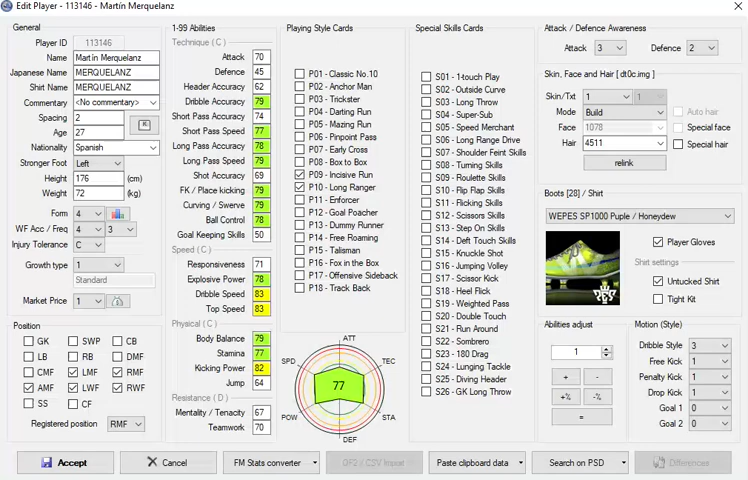 Edit Player - 113146 - Martín Merquelanz
General
Player ID 113146
Name Martín Merquelanz
Japanese Name MERQUELANZ
Shirt Name MERQUELANZ
Commentary <No commentary>
Spacing 2
Age 27
Nationality Spanish
Stronger Foot Left
Height 176 (cm)
Weight 72 (kg)
Form 4
WF Acc / Freq 4 3
Injury Tolerance C
Growth type 1
Standard
Market Price 1
Position
GK SWP CB
LB RB DMF
CMF LMF RMF
AMF LWF RWF
SS CF
Registered position RMF
1-99 Abilities
Technique ( C )
Attack 70
Defence 45
Header Accuracy 62
Dribble Accuracy 79
Short Pass Accuracy 74
Short Pass Speed 77
Long Pass Accuracy 78
Long Pass Speed 79
Shot Accuracy 69
FK / Place kicking 79
Curving / Swerve 79
Ball Control 78
Goal Keeping Skills 50
Speed ( C )
Responsiveness 71
Explosive Power 78
Dribble Speed 83
Top Speed 83
Physical ( C )
Body Balance 79
Stamina 77
Kicking Power 82
Jump 64
Resistance ( D )
Mentality / Tenacity 67
Teamwork 70
Playing Style Cards
P01 - Classic No.10
P02 - Anchor Man
P03 - Trickster
P04 - Darting Run
P05 - Mazing Run
P06 - Pinpoint Pass
P07 - Early Cross
P08 - Box to Box
P09 - Incisive Run
P10 - Long Ranger
P11 - Enforcer
P12 - Goal Poacher
P13 - Dummy Runner
P14 - Free Roaming
P15 - Talisman
P16 - Fox in the Box
P17 - Offensive Sideback
P18 - Track Back
ATT
SPD TEC
77
POW STA
DEF
Special Skills Cards
S01 - 1-touch Play
S02 - Outside Curve
S03 - Long Throw
S04 - Super-Sub
S05 - Speed Merchant
S06 - Long Range Drive
S07 - Shoulder Feint Skills
S08 - Turning Skills
S09 - Roulette Skills
S10 - Flip Flap Skills
S11 - Flicking Skills
S12 - Scissors Skills
S13 - Step On Skills
S14 - Deft Touch Skills
S15 - Knuckle Shot
S16 - Jumping Volley
S17 - Scissor Kick
S18 - Heel Flick
S19 - Weighted Pass
S20 - Double Touch
S21 - Run Around
S22 - Sombrero
S23 - 180 Drag
S24 - Lunging Tackle
S25 - Diving Header
S26 - GK Long Throw
Attack / Defence Awareness
Attack 3 Defence 2
Skin, Face and Hair [ dt0c.img ]
Skin/Txt 1 1
Mode Build Auto hair
Face 1078 Special face
Hair 4511 Special hair
relink
Boots [28] / Shirt
WEPES SP1000 Puple / Honeydew
Player Gloves
Shirt settings
Untucked Shirt
Tight Kit
Abilities adjust
1
+ -
+% -%
=
Motion (Style)
Dribble Style 3
Free Kick 1
Penalty Kick 1
Drop Kick 1
Goal 1 0
Goal 2 0
Accept Cancel FM Stats converter OF2 / CSV Import Paste clipboard data Search on PSD Differences